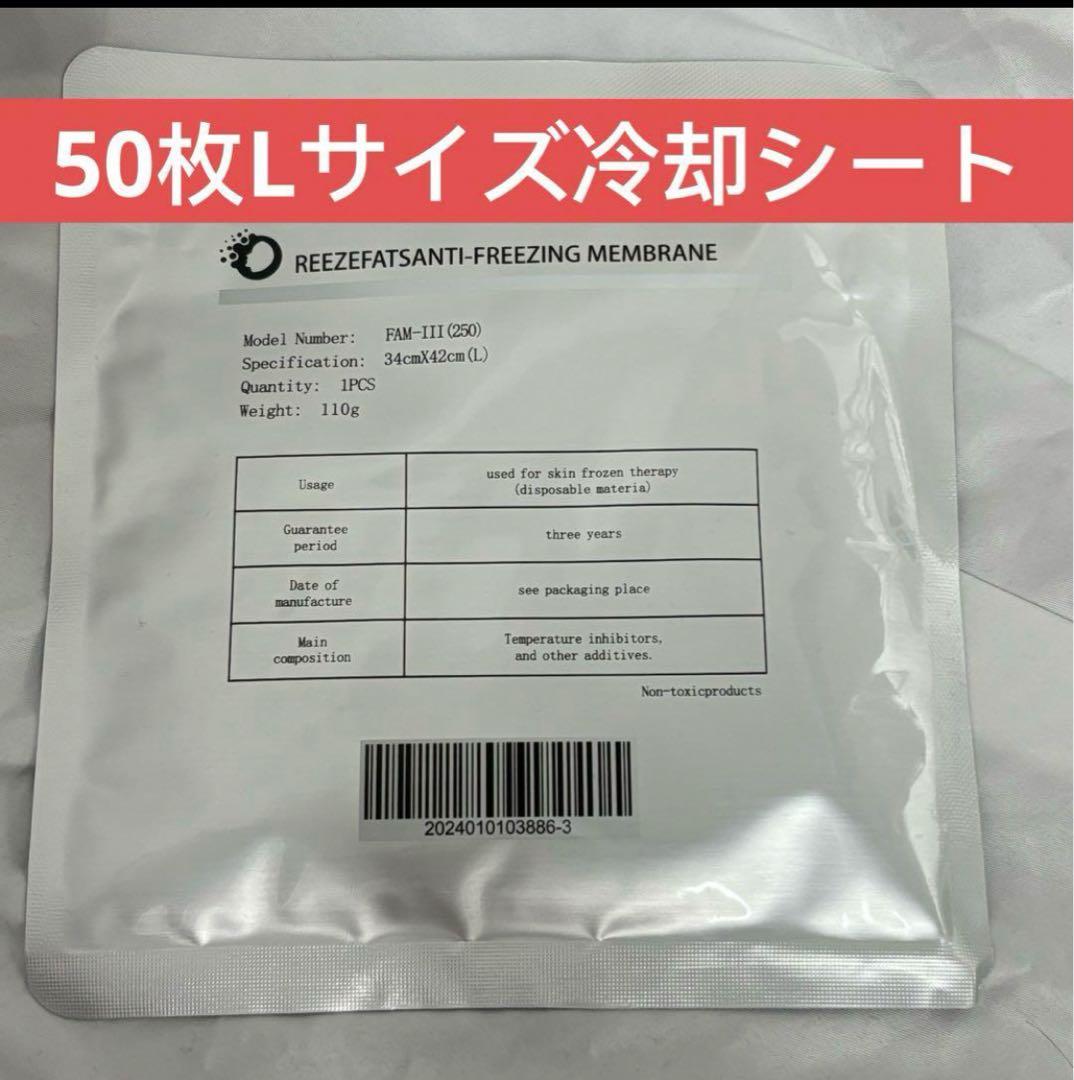 50枚Lサイズ冷却シート
REEZEFATSANTI-FREEZING MEMBRANE
Model Number: FAM-III(250)
Specification: 34cmX42cm(L)
Quantity: 1PCS
Weight: 110g
Usage
used for skin frozen therapy
(disposable materia)
Guarantee
period
three years
Date of
manufacture
see packaging place
Main
composition
Temperature inhibitors,
and other additives.
Non-toxicproducts
2024010103886-3